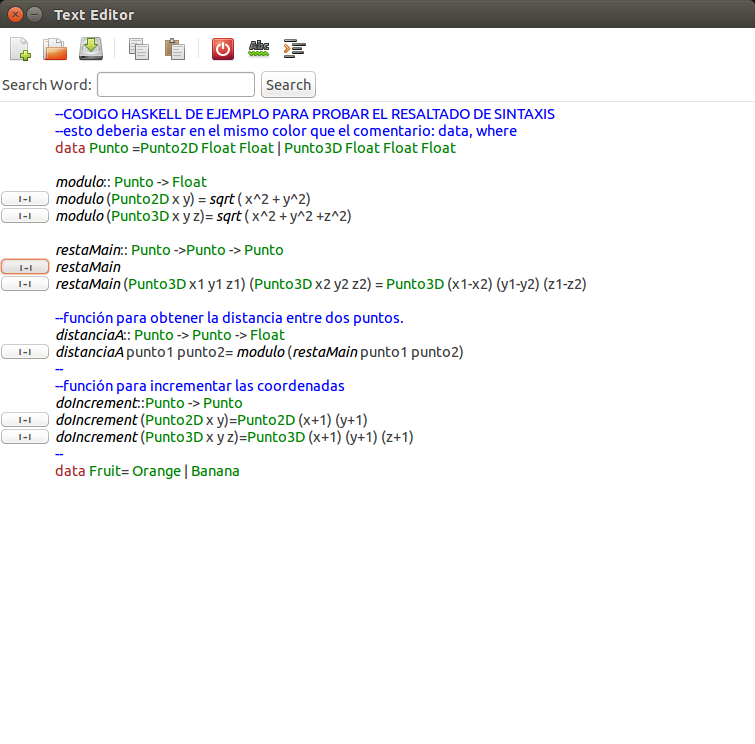 Text Editor
Abc
Search Word: Search
--CODIGO HASKELL DE EJEMPLO PARA PROBAR EL RESALTADO DE SINTAXIS
--esto deberia estar en el mismo color que el comentario: data, where
data Punto =Punto2D Float Float | Punto3D Float Float Float
modulo:: Punto -> Float
I-I modulo (Punto2D x y) = sqrt ( x^2 + y^2)
I-I modulo (Punto3D x y z)= sqrt ( x^2 + y^2 +z^2)
restaMain:: Punto ->Punto -> Punto
I-I restaMain
I-I restaMain (Punto3D x1 y1 z1) (Punto3D x2 y2 z2) = Punto3D (x1-x2) (y1-y2) (z1-z2)
--función para obtener la distancia entre dos puntos.
distanciaA:: Punto -> Punto -> Float
I-I distanciaA punto1 punto2= modulo (restaMain punto1 punto2)
--
--función para incrementar las coordenadas
doIncrement::Punto -> Punto
I-I doIncrement (Punto2D x y)=Punto2D (x+1) (y+1)
I-I doIncrement (Punto3D x y z)=Punto3D (x+1) (y+1) (z+1)
--
data Fruit= Orange | Banana